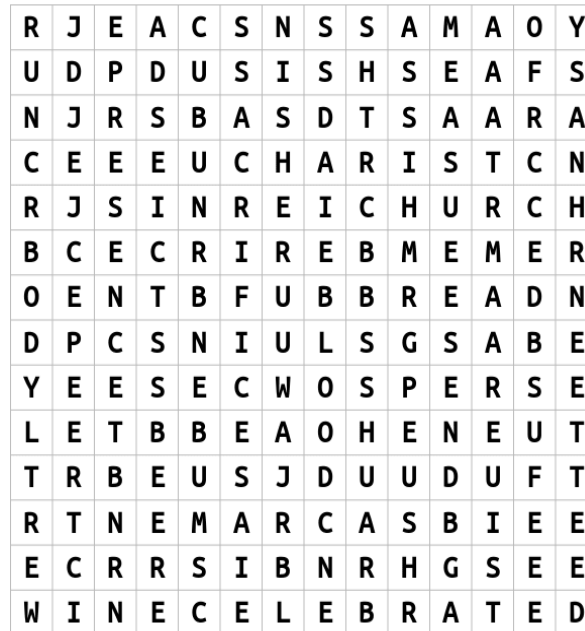 R J E A C S N S S A M A O Y
U D P D U S I S H S E A F S
N J R S B A S D T S A A R A
C E E E U C H A R I S T C N
R J S I N R E I C H U R C H
B C E C R I R E B M E M E R
O E N T B F U B B R E A D N
D P C S N I U L S G S A B E
Y E E S E C W O S P E R S E
L E T B B E A O H E N E U T
T R B E U S J D U U D U F T
R T N E M A R C A S B I E E
E C R R S I B N R H G S E E
W I N E C E L E B R A T E D